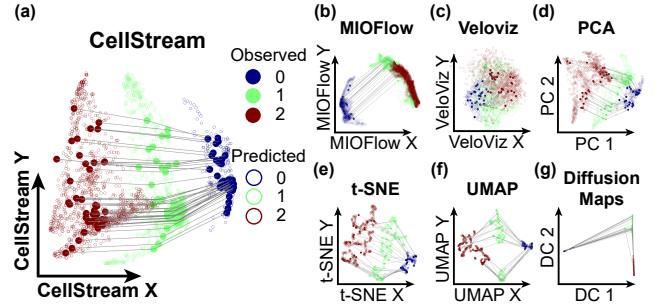 (a)
CellStream
Observed
0
1
2
Predicted
0
1
2
CellStream Y
CellStream X
(b)
MIOFlow
MIOFlow Y
MIOFlow X
(c)
Veloviz
VeloViz Y
VeloViz X
(d)
PCA
PC 2
PC 1
(e)
t-SNE
t-SNE Y
t-SNE X
(f)
UMAP
UMAP Y
UMAP X
(g)
Diffusion
Maps
DC 2
DC 1